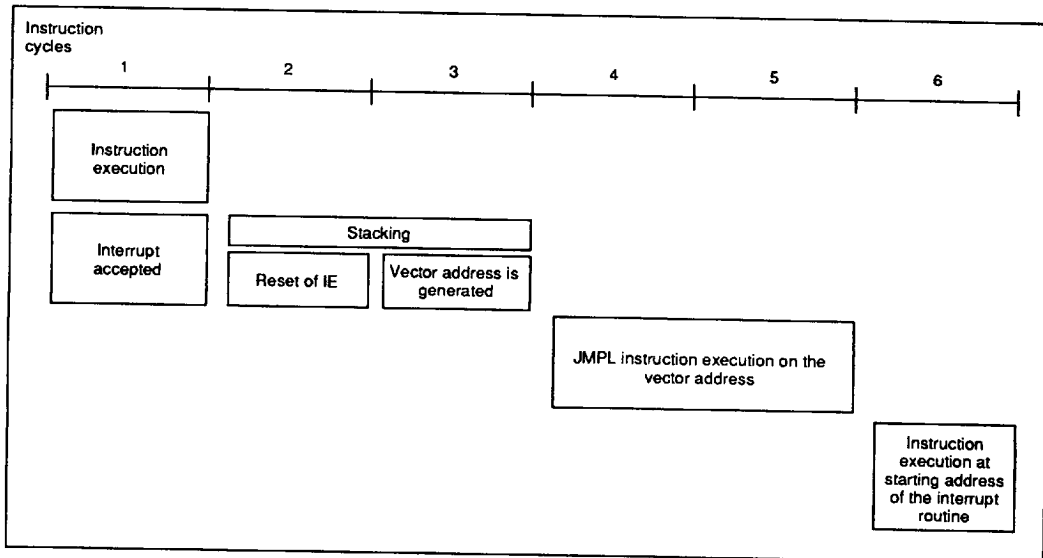 Instruction
cycles
1 2 3 4 5 6
Instruction
execution
Interrupt
accepted
Stacking
Reset of IE
Vector address is
generated
JMPL instruction execution on the
vector address
Instruction
execution at
starting address
of the interrupt
routine